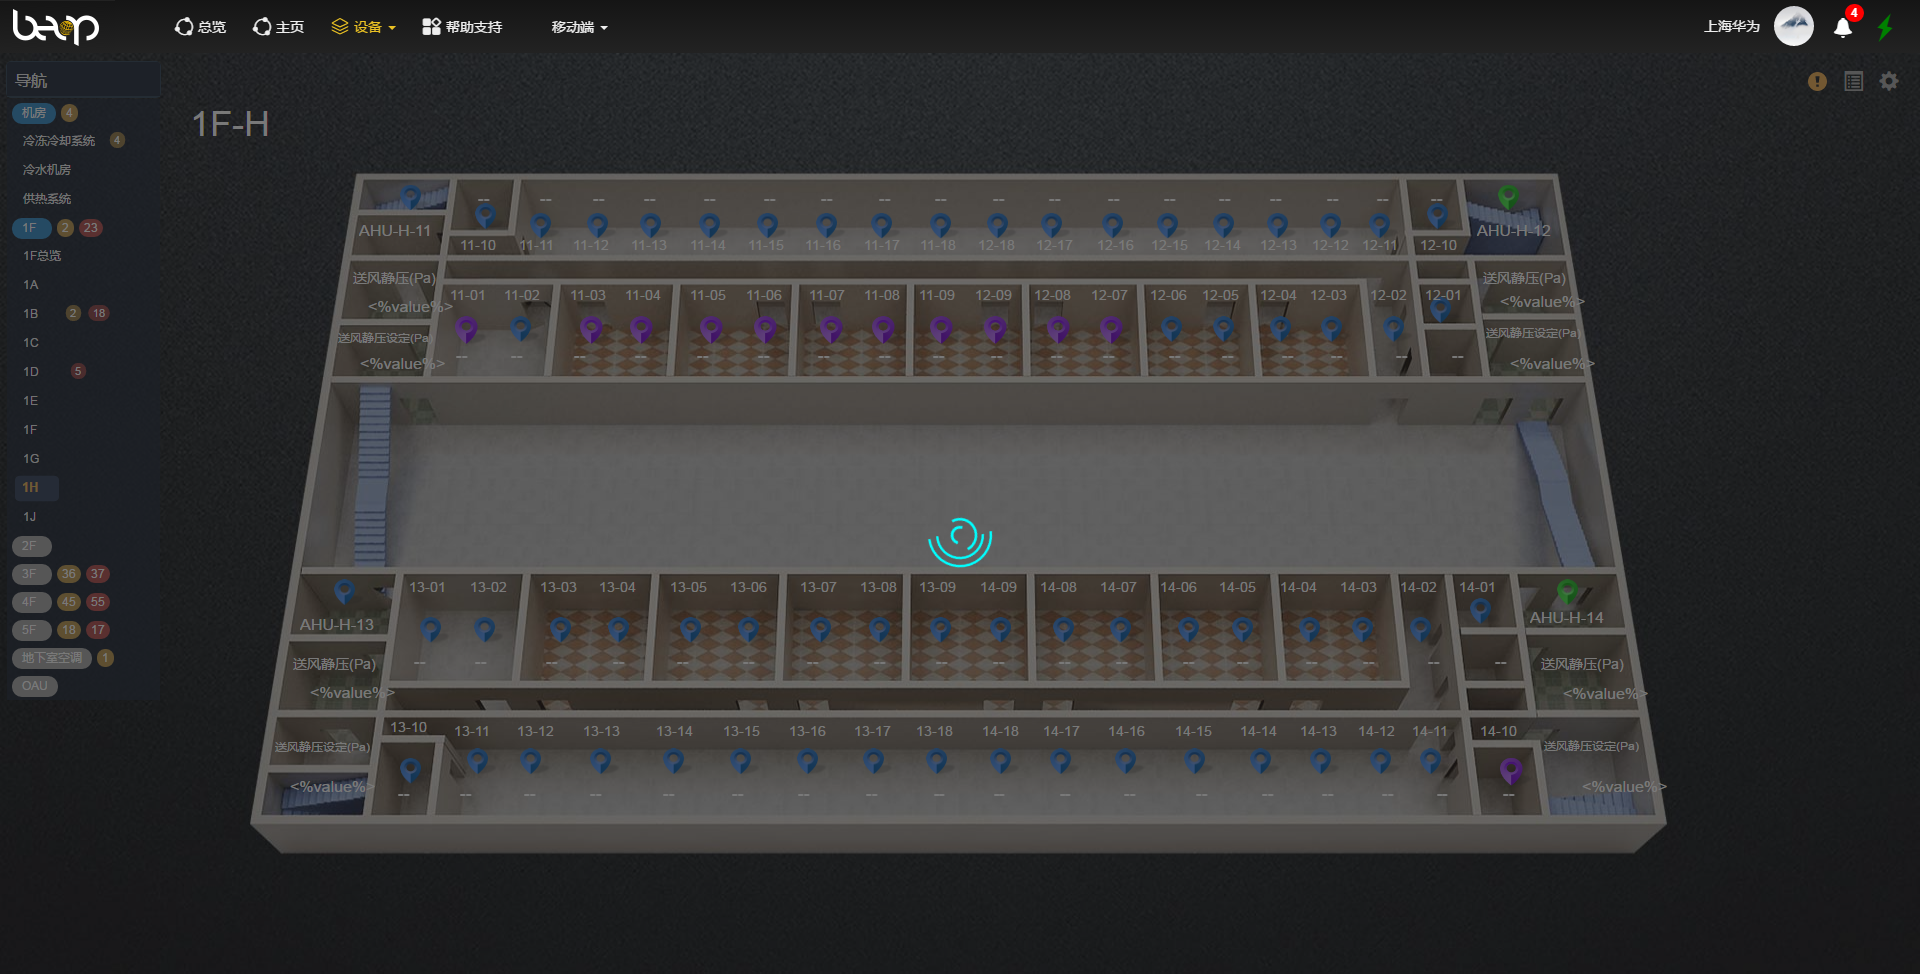 beop
总览
主页
设备
帮助支持
移动端
上海华为
4
导航
机房 4
冷冻冷却系统 4
冷水机房
供热系统
1F 2 23
1F总览
1A
1B 2 18
1C
1D 5
1E
1F
1G
1H
1J
2F
3F 36 37
4F 45 55
5F 18 17
地下室空调 1
OAU
1F-H
-- -- -- -- -- -- -- -- -- -- -- -- -- -- -- -- -- --
AHU-H-11
11-10 11-11 11-12 11-13 11-14 11-15 11-16 11-17 11-18 12-18 12-17 12-16 12-15 12-14 12-13 12-12 12-11 12-10
AHU-H-12
送风静压(Pa)
<%value%>
送风静压设定(Pa)
<%value%>
11-01 11-02 11-03 11-04 11-05 11-06 11-07 11-08 11-09 12-09 12-08 12-07 12-06 12-05 12-04 12-03 12-02 12-01
-- -- -- -- -- -- -- -- -- -- -- -- -- -- -- -- -- --
送风静压(Pa)
<%value%>
送风静压设定(Pa)
<%value%>
13-01 13-02 13-03 13-04 13-05 13-06 13-07 13-08 13-09 14-09 14-08 14-07 14-06 14-05 14-04 14-03 14-02 14-01
AHU-H-13
AHU-H-14
-- -- -- -- -- -- -- -- -- -- -- -- -- -- -- -- -- --
送风静压(Pa)
<%value%>
送风静压(Pa)
<%value%>
13-10 13-11 13-12 13-13 13-14 13-15 13-16 13-17 13-18 14-18 14-17 14-16 14-15 14-14 14-13 14-12 14-11 14-10
送风静压设定(Pa)
<%value%>
送风静压设定(Pa)
<%value%>
-- -- -- -- -- -- -- -- -- -- -- -- -- -- -- -- -- --